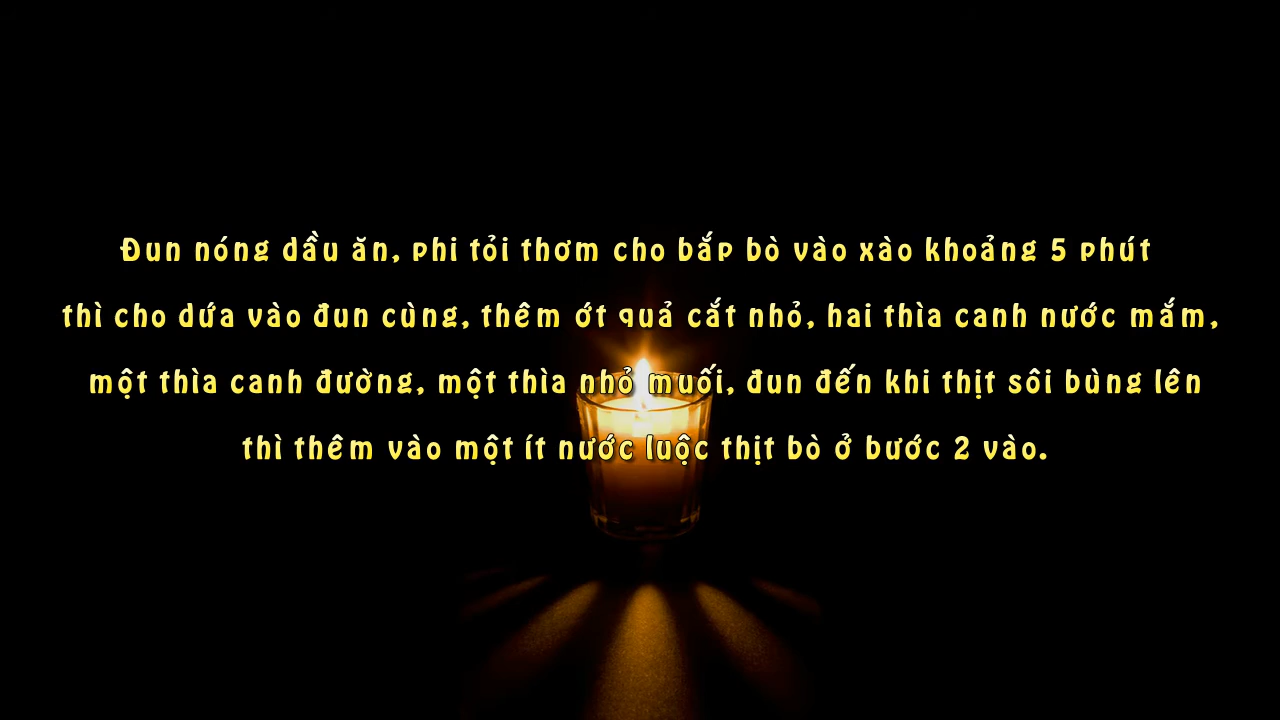 Đun nóng dầu ăn, phi tỏi thơm cho bắp bò vào xào khoảng 5 phút
thì cho dứa vào đun cùng, thêm ớt quả cắt nhỏ, hai thìa canh nước mắm,
một thìa canh đường, một thìa nhỏ muối, đun đến khi thịt sôi bùng lên
thì thêm vào một ít nước luộc thịt bò ở bước 2 vào.